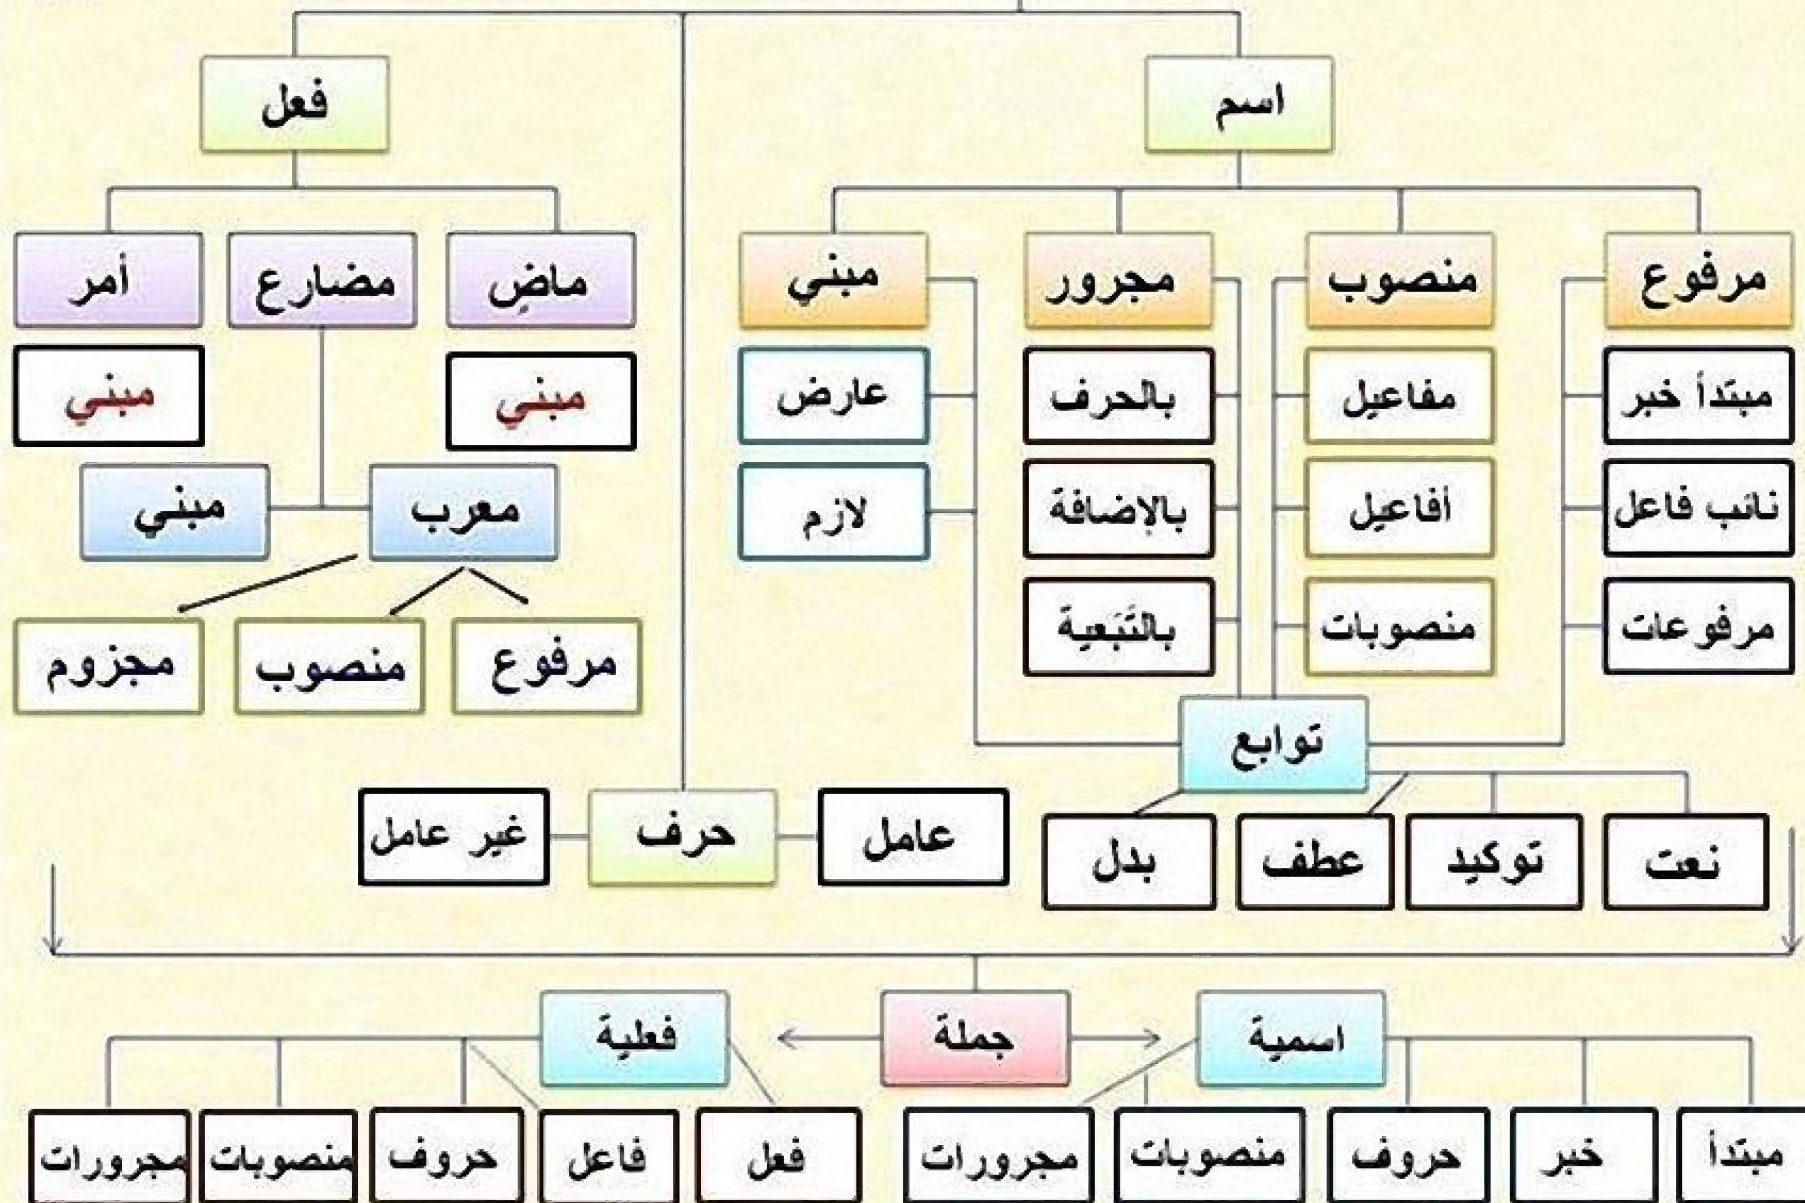 اسم
فعل
مرفوع
منصوب
مجرور
مبني
ماضٍ
مضارع
أمر
مبتدأ خبر
مفاعيل
بالحرف
عارض
مبني
مبني
نائب فاعل
أفاعيل
بالإضافة
لازم
معرب
مبني
مرفوعات
منصوبات
بالتَبَعية
مرفوع
منصوب
مجزوم
توابع
عامل
حرف
غير عامل
نعت
توكيد
عطف
بدل
اسمية
جملة
فعلية
مبتدأ
خبر
حروف
منصوبات
مجرورات
فعل
فاعل
حروف
منصوبات
مجرورات